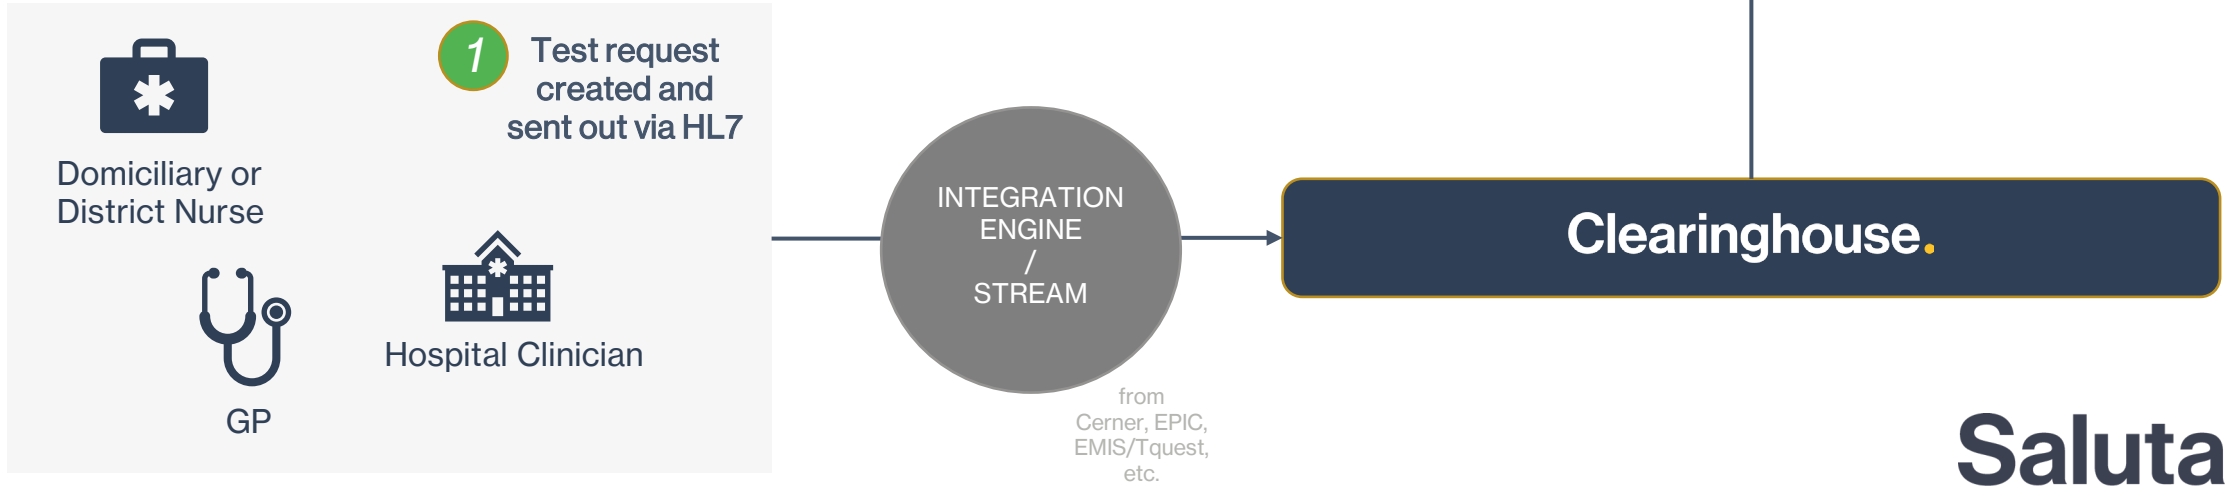 1
Test request
created and
sent out via HL7
Domiciliary or
District Nurse
Hospital Clinician
GP
INTEGRATION
ENGINE
/
STREAM
from
Cerner, EPIC,
EMIS/Tquest,
etc.
Clearinghouse.
Saluta